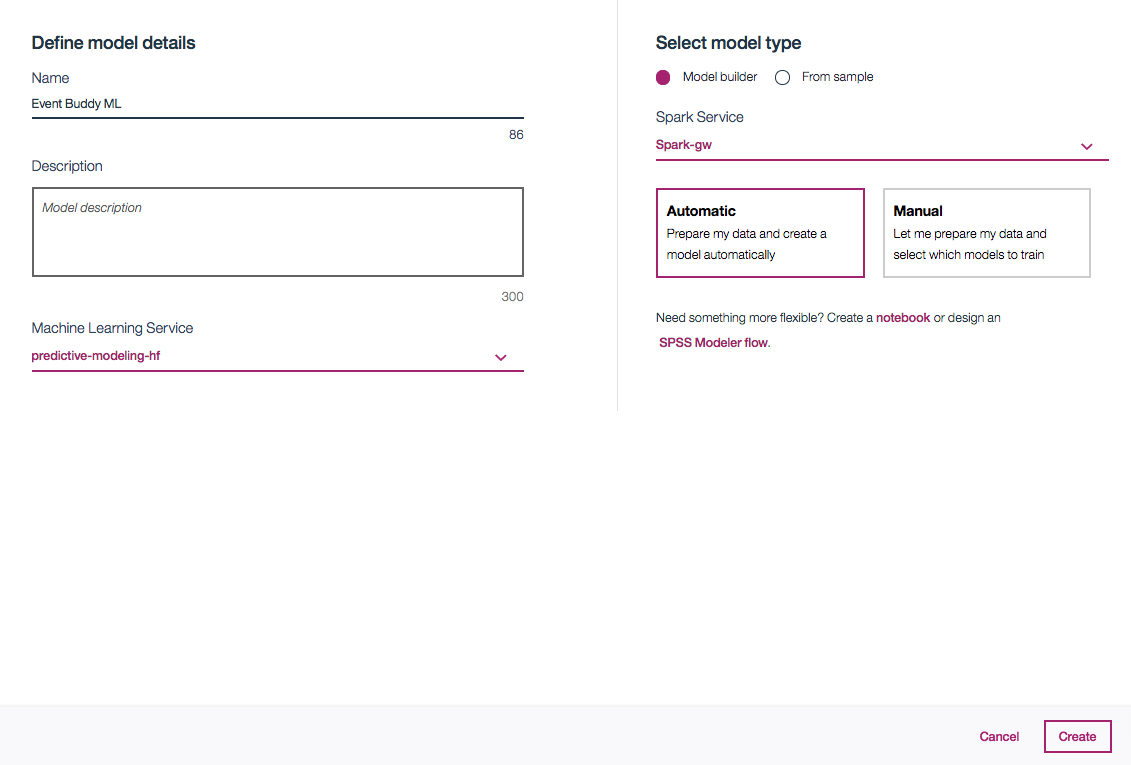 Define model details
Name
Event Buddy ML
86
Description
Model description
300
Machine Learning Service
predictive-modeling-hf
Select model type
Model builder
From sample
Spark Service
Spark-gw
Automatic
Prepare my data and create a
model automatically
Manual
Let me prepare my data and
select which models to train
Need something more flexible? Create a notebook or design an
SPSS Modeler flow.
Cancel
Create